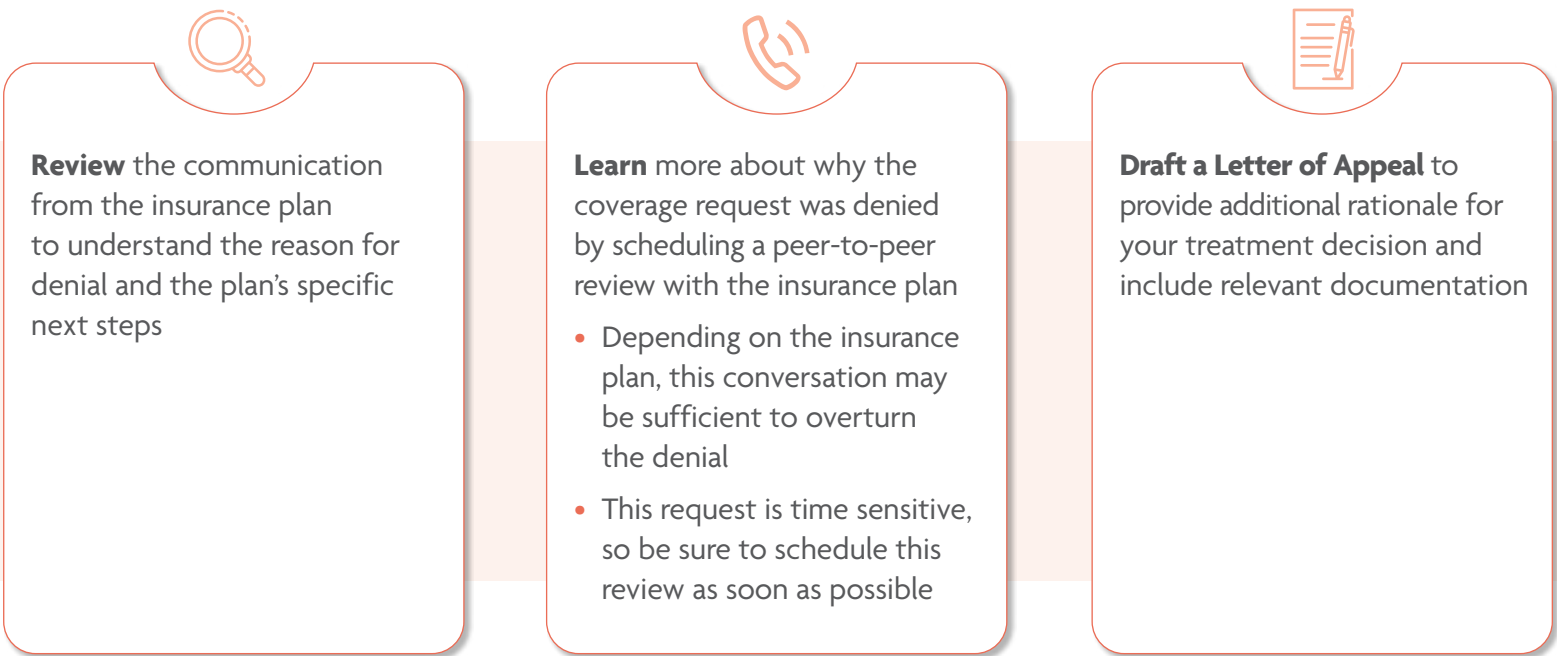 Review the communication
from the insurance plan
to understand the reason for
denial and the plan’s specific
next steps
Learn more about why the
coverage request was denied
by scheduling a peer-to-peer
review with the insurance plan
• Depending on the insurance
plan, this conversation may
be sufficient to overturn
the denial
• This request is time sensitive,
so be sure to schedule this
review as soon as possible
Draft a Letter of Appeal to
provide additional rationale for
your treatment decision and
include relevant documentation